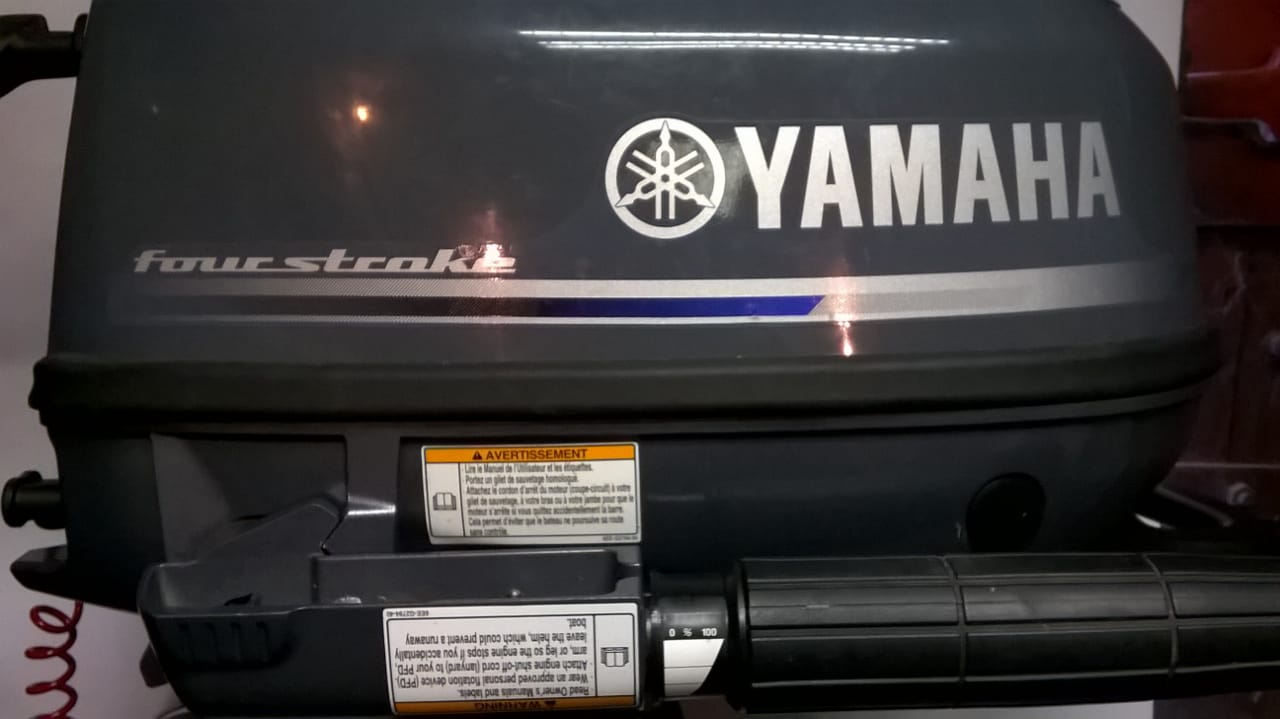 YAMAHA
four stroke
AVERTISSEMENT
· Lire le Manuel de l'Utilisateur et les étiquettes.
· Portez un gilet de sauvetage homologué.
· Attachez le cordon d'arrêt du moteur (coupe-circuit) à votre
gilet de sauvetage, à votre bras ou à votre jambe pour que le
moteur s'arrête si vous quittez accidentellement la barre.
Cela permet d'éviter que le bateau ne poursuive sa route
sans contrôle.
0 % 100
WARNING
· Read Owner's Manuals and labels.
· Wear an approved personal flotation device (PFD).
· Attach engine shut-off cord (lanyard) to your PFD,
arm, or leg so the engine stops if you accidentally
leave the helm, which could prevent a runaway
boat.
6EE-G2794-40